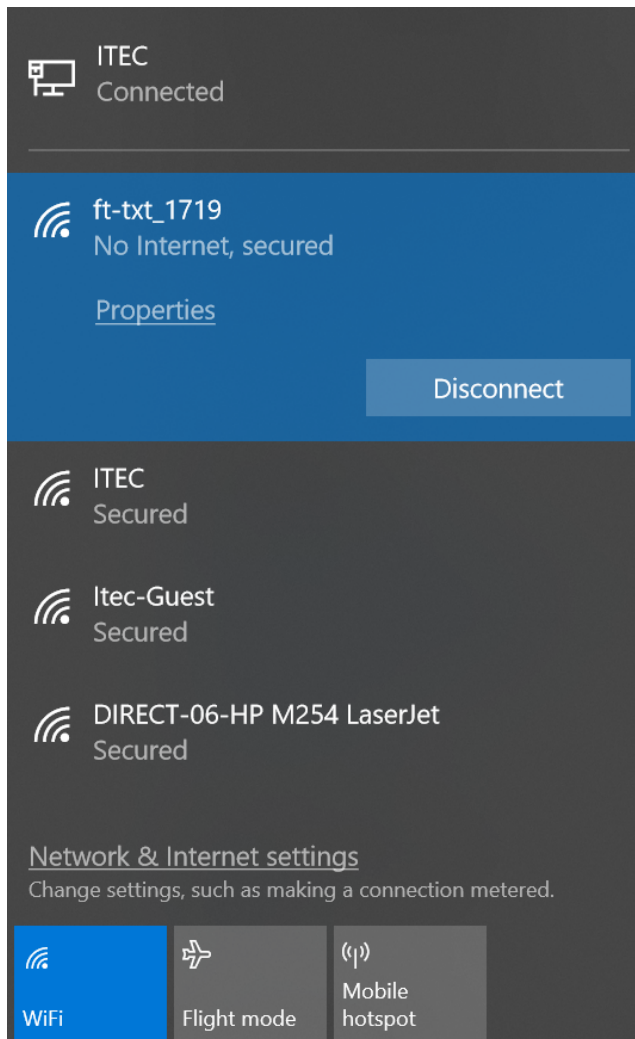 ITEC
Connected
ft-txt_1719
No Internet, secured
Properties
Disconnect
ITEC
Secured
Itec-Guest
Secured
DIRECT-06-HP M254 LaserJet
Secured
Network & Internet settings
Change settings, such as making a connection metered.
WiFi
Flight mode
Mobile
hotspot